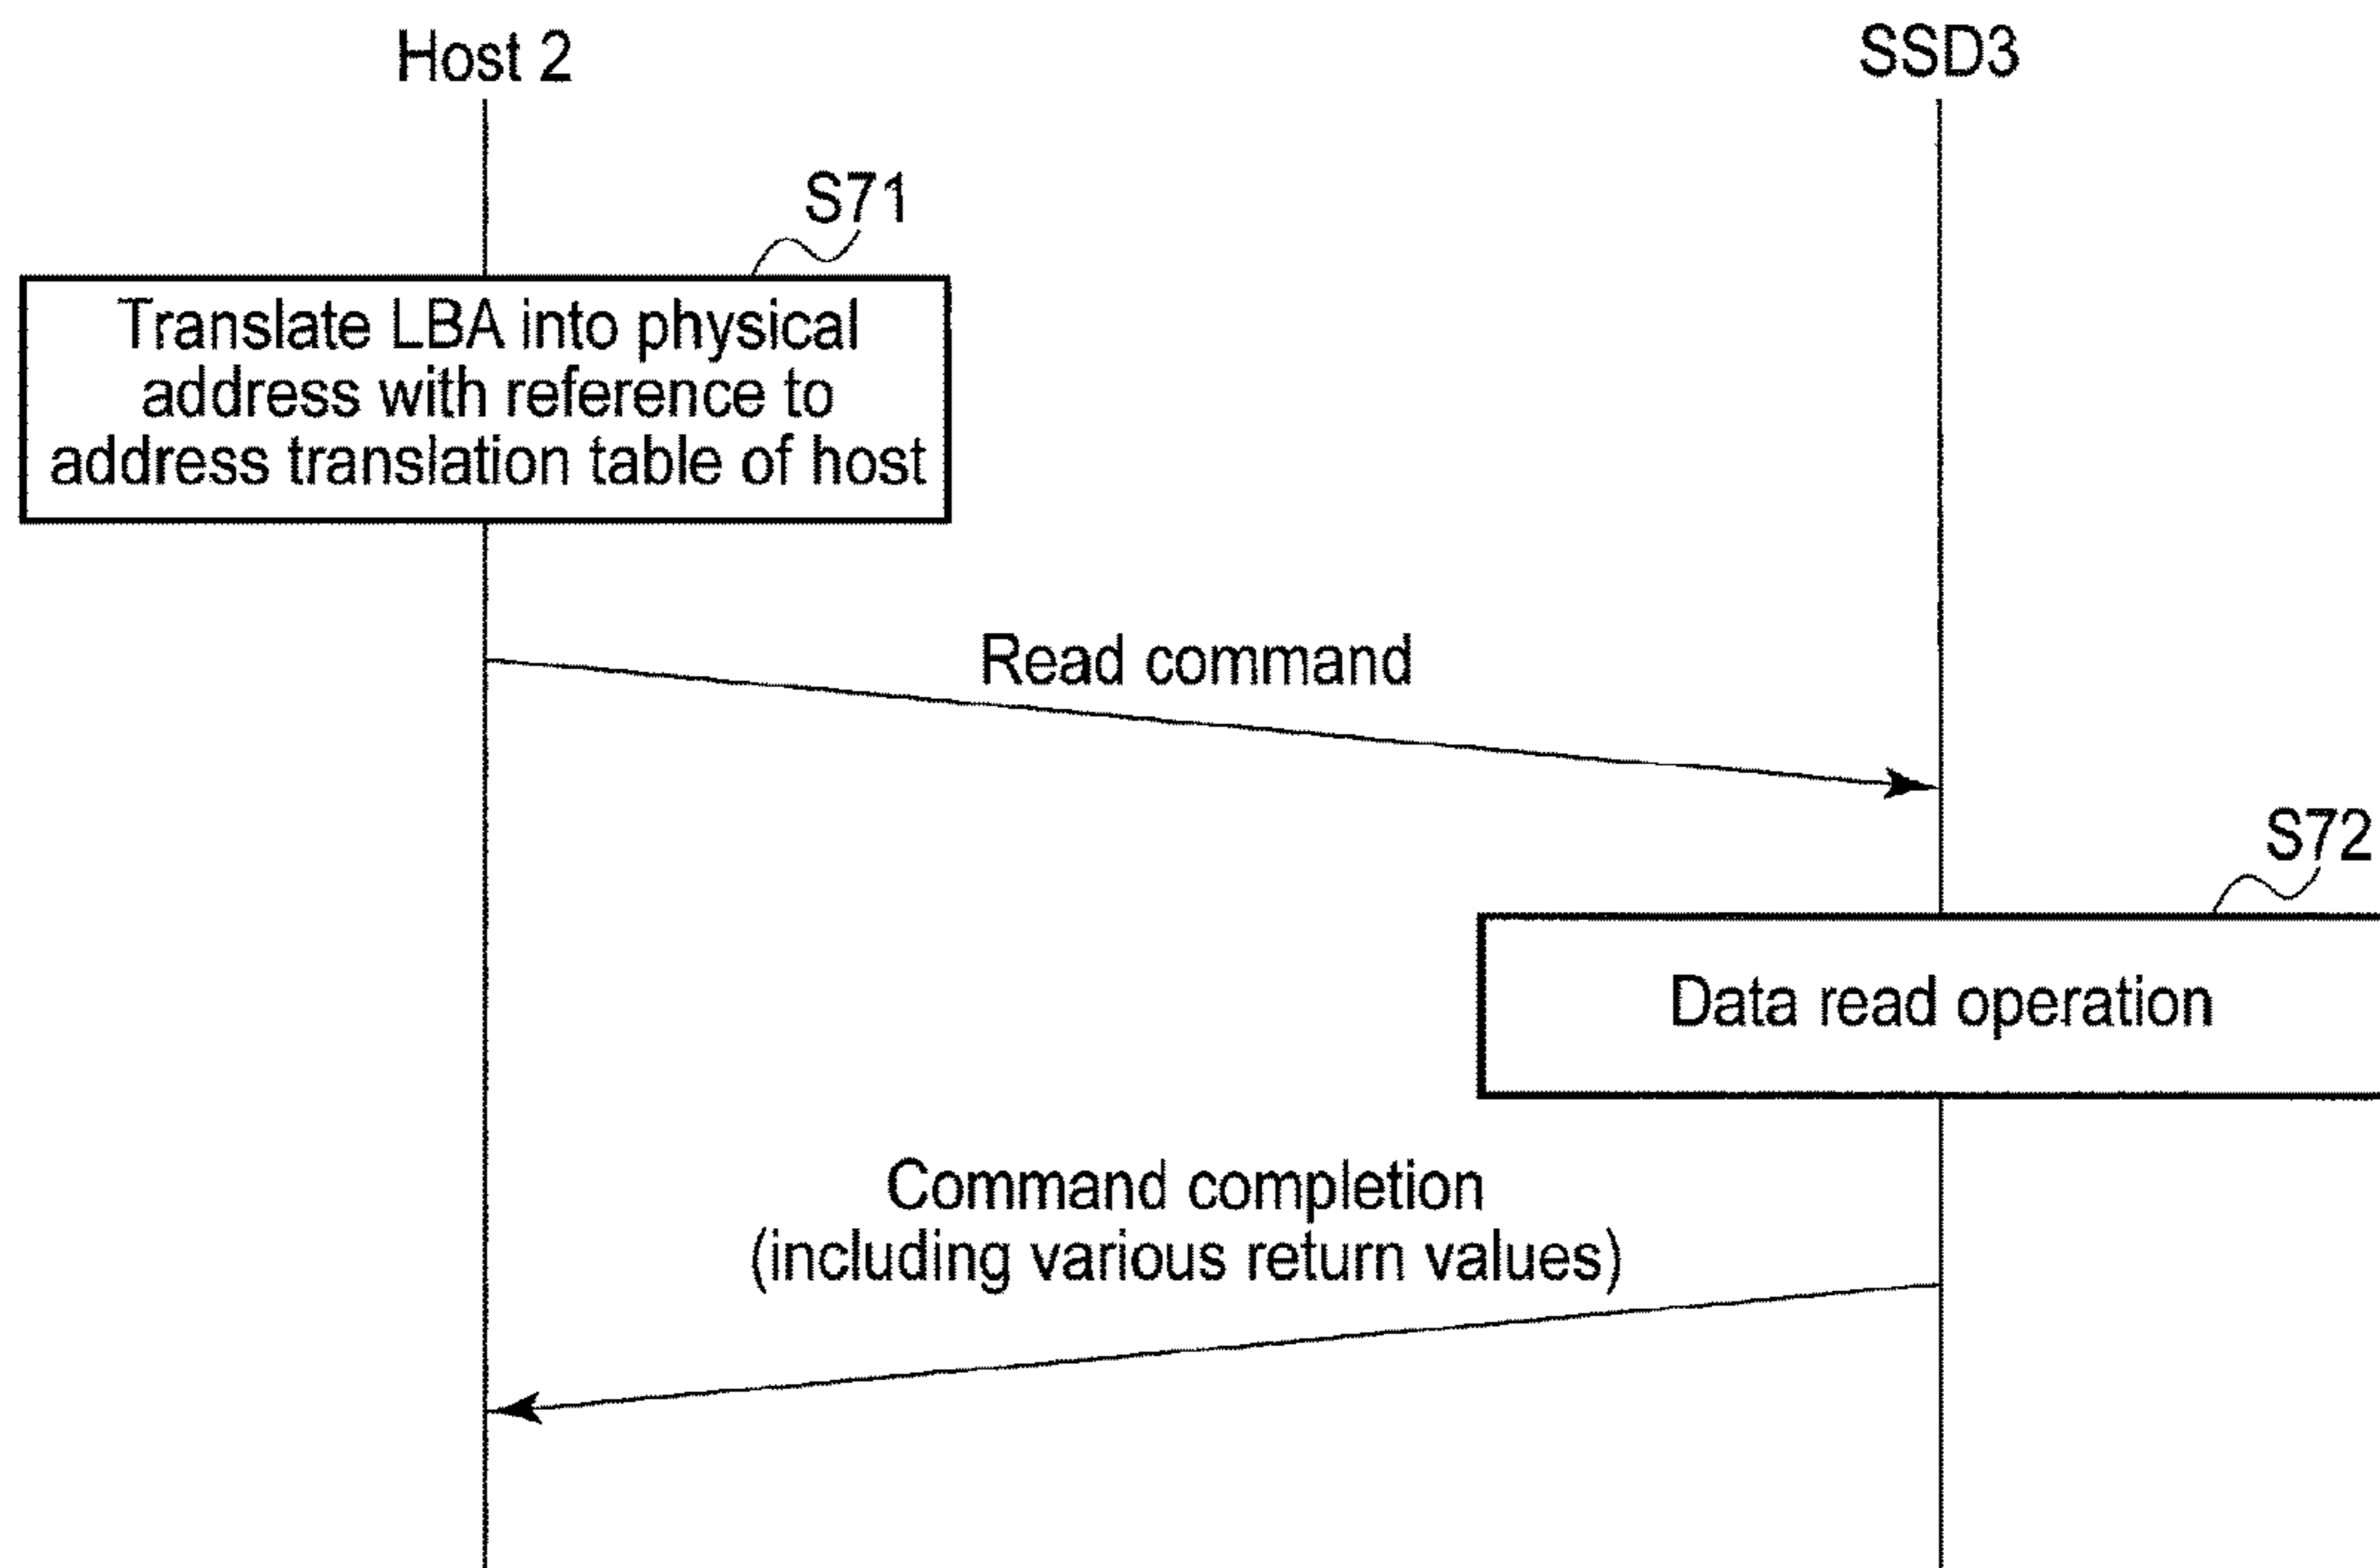 Host 2
SSD3
S71
Translate LBA into physical
address with reference to
address translation table of host
Read command
S72
Data read operation
Command completion
(including various return values)